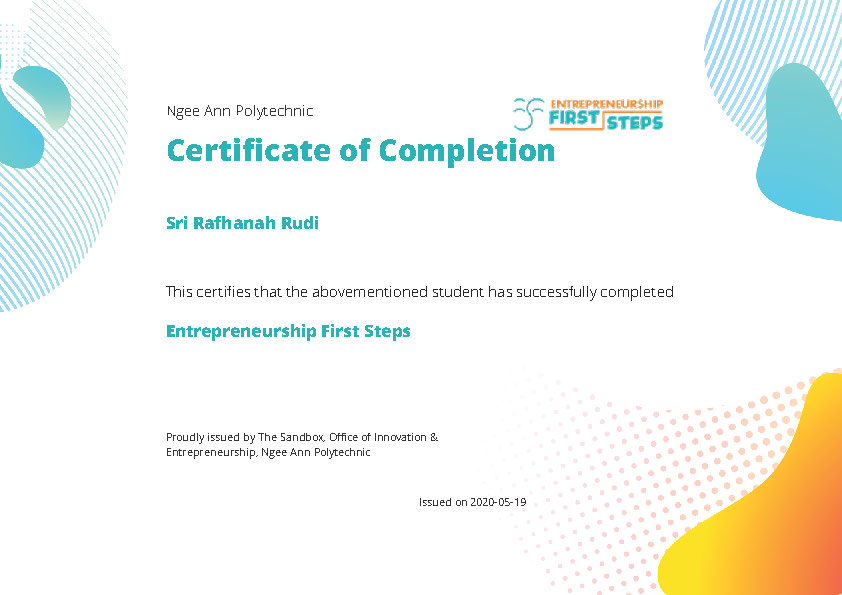 Ngee Ann Polytechnic
ENTREPRENEURSHIP
FIRST STEPS
Certificate of Completion
Sri Rafhanah Rudi
This certifies that the abovementioned student has successfully completed
Entrepreneurship First Steps
Proudly issued by The Sandbox, Office of Innovation &
Entrepreneurship, Ngee Ann Polytechnic
Issued on 2020-05-19